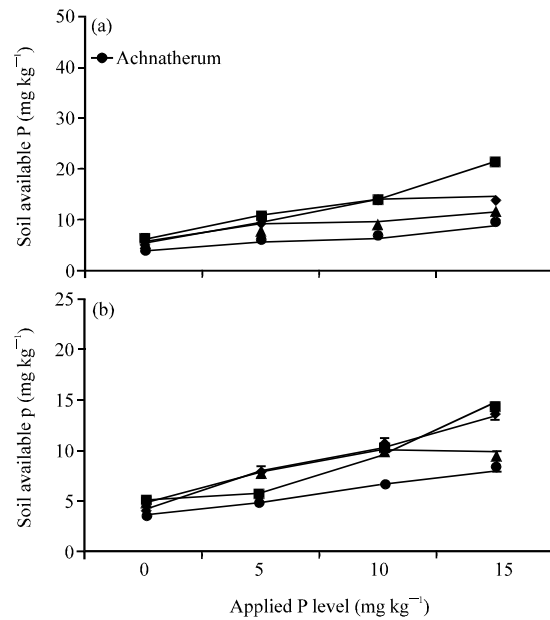 (a)
50
40
30
20
10
0
Soil available P (mg kg⁻¹)
Achnatherum
(b)
25
20
15
10
5
0
Soil available p (mg kg⁻¹)
0 5 10 15
Applied P level (mg kg⁻¹)